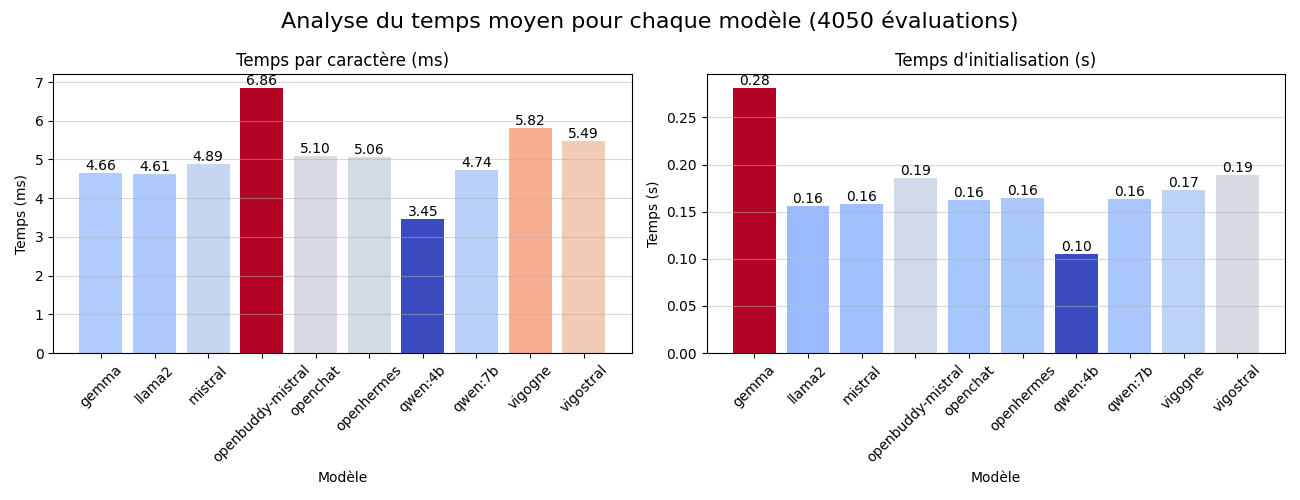 Analyse du temps moyen pour chaque modèle (4050 évaluations)
Temps par caractère (ms)
Temps (ms)
7
6
5
4
3
2
1
0
4.66
4.61
4.89
6.86
5.10
5.06
3.45
4.74
5.82
5.49
gemma
llama2
mistral
openbuddy-mistral
openchat
openhermes
qwen:4b
qwen:7b
vigogne
vigostral
Modèle
Temps d'initialisation (s)
Temps (s)
0.25
0.20
0.15
0.10
0.05
0.00
0.28
0.16
0.16
0.19
0.16
0.16
0.10
0.16
0.17
0.19
gemma
llama2
mistral
openbuddy-mistral
openchat
openhermes
qwen:4b
qwen:7b
vigogne
vigostral
Modèle